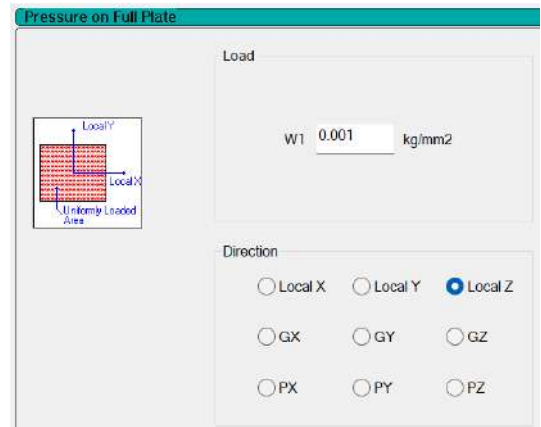 Pressure on Full Plate
Load
W1 0.001 kg/mm2
Local Y
Local X
Uniformly Loaded
Area
Direction
Local X Local Y Local Z
GX GY GZ
PX PY PZ